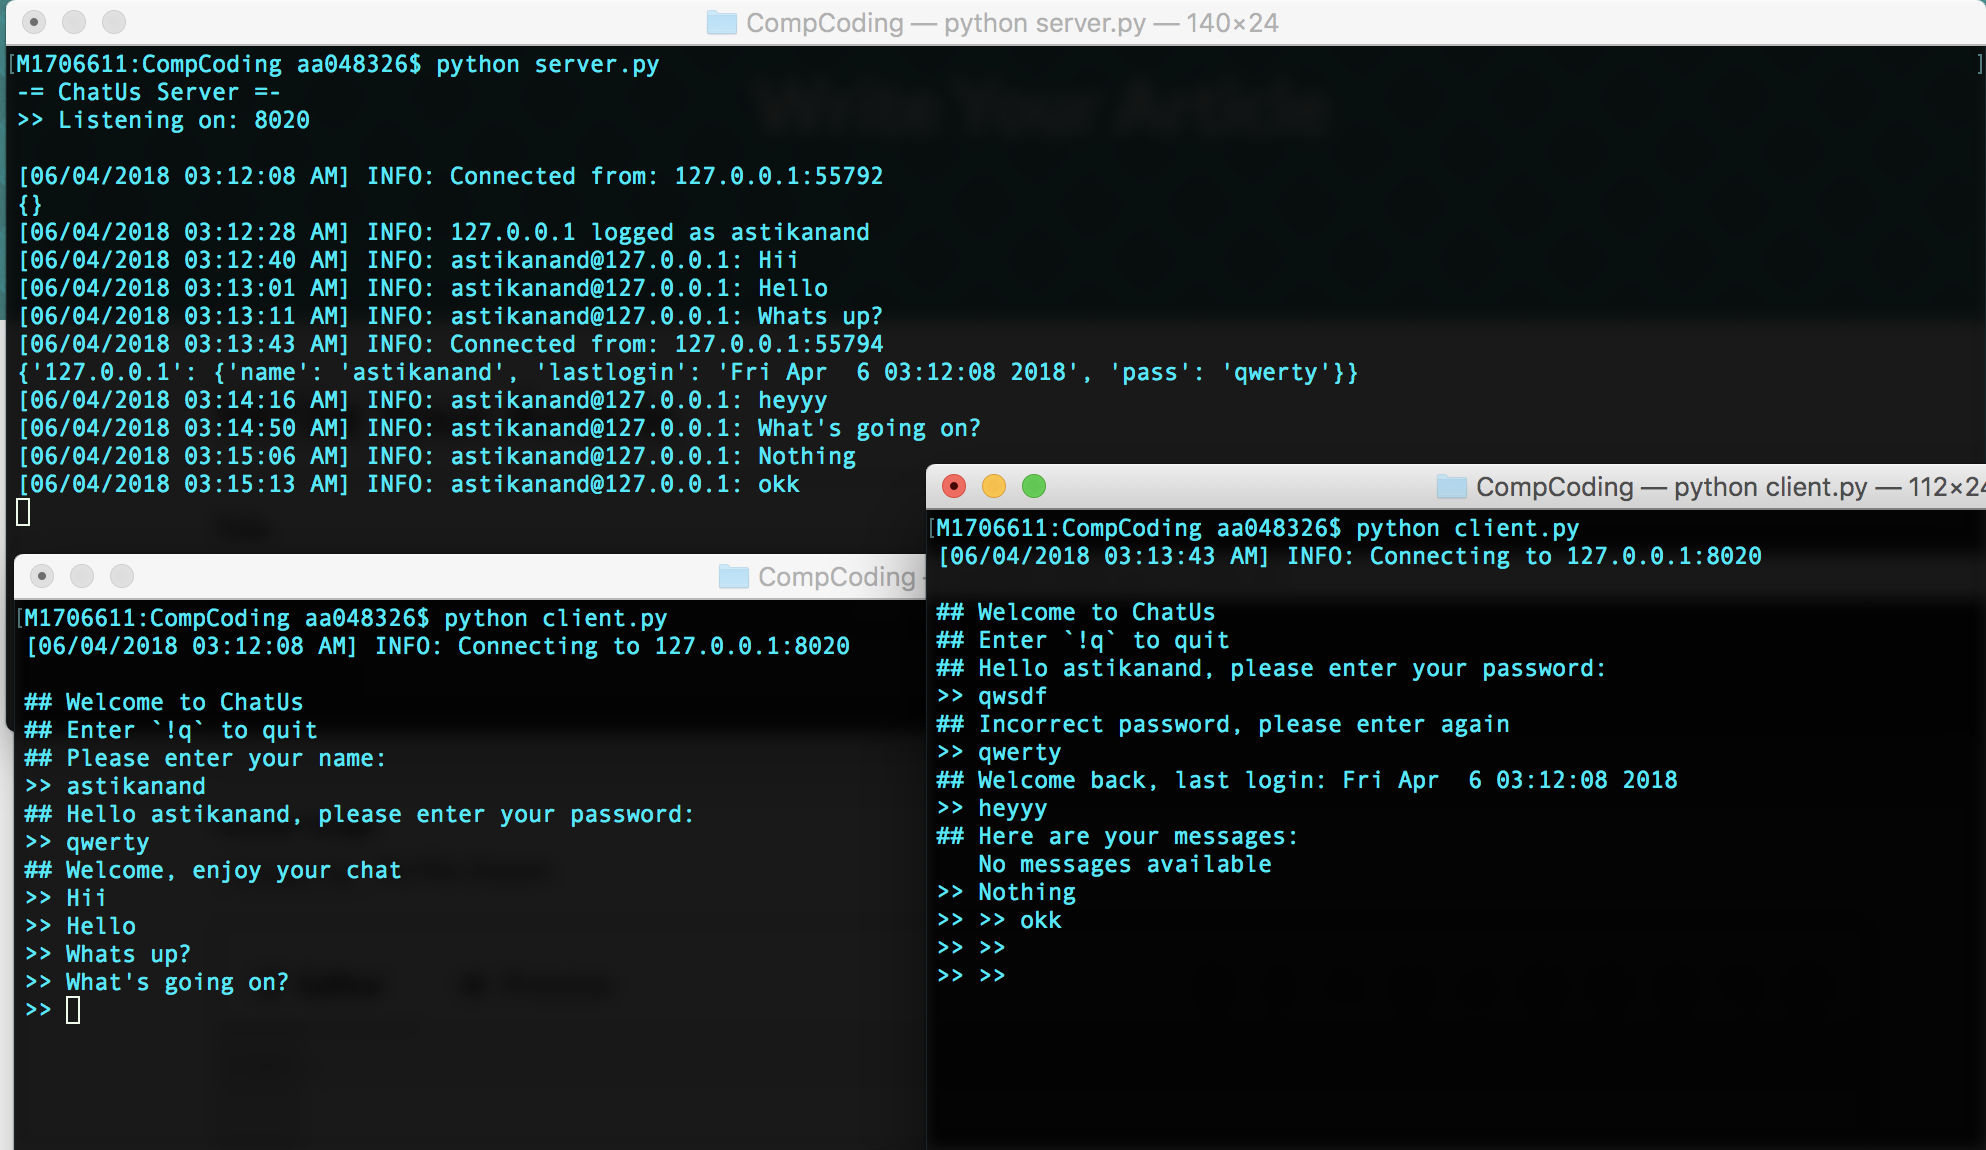 CompCoding — python server.py — 140×24
M1706611:CompCoding aa048326$ python server.py
-= ChatUs Server =-
>> Listening on: 8020
[06/04/2018 03:12:08 AM] INFO: Connected from: 127.0.0.1:55792
{}
[06/04/2018 03:12:28 AM] INFO: 127.0.0.1 logged as astikanand
[06/04/2018 03:12:40 AM] INFO: astikanand@127.0.0.1: Hii
[06/04/2018 03:13:01 AM] INFO: astikanand@127.0.0.1: Hello
[06/04/2018 03:13:11 AM] INFO: astikanand@127.0.0.1: Whats up?
[06/04/2018 03:13:43 AM] INFO: Connected from: 127.0.0.1:55794
{'127.0.0.1': {'name': 'astikanand', 'lastlogin': 'Fri Apr  6 03:12:08 2018', 'pass': 'qwerty'}}
[06/04/2018 03:14:16 AM] INFO: astikanand@127.0.0.1: heyyy
[06/04/2018 03:14:50 AM] INFO: astikanand@127.0.0.1: What's going on?
[06/04/2018 03:15:06 AM] INFO: astikanand@127.0.0.1: Nothing
[06/04/2018 03:15:13 AM] INFO: astikanand@127.0.0.1: okk
Write Your Article
CompCoding
M1706611:CompCoding aa048326$ python client.py
[06/04/2018 03:12:08 AM] INFO: Connecting to 127.0.0.1:8020
## Welcome to ChatUs
## Enter `!q` to quit
## Please enter your name:
>> astikanand
## Hello astikanand, please enter your password:
>> qwerty
## Welcome, enjoy your chat
>> Hii
>> Hello
>> Whats up?
>> What's going on?
>>
CompCoding — python client.py — 112×24
M1706611:CompCoding aa048326$ python client.py
[06/04/2018 03:13:43 AM] INFO: Connecting to 127.0.0.1:8020
## Welcome to ChatUs
## Enter `!q` to quit
## Hello astikanand, please enter your password:
>> qwsdf
## Incorrect password, please enter again
>> qwerty
## Welcome back, last login: Fri Apr  6 03:12:08 2018
>> heyyy
## Here are your messages:
   No messages available
>> Nothing
>> >> okk
>> >>
>> >>